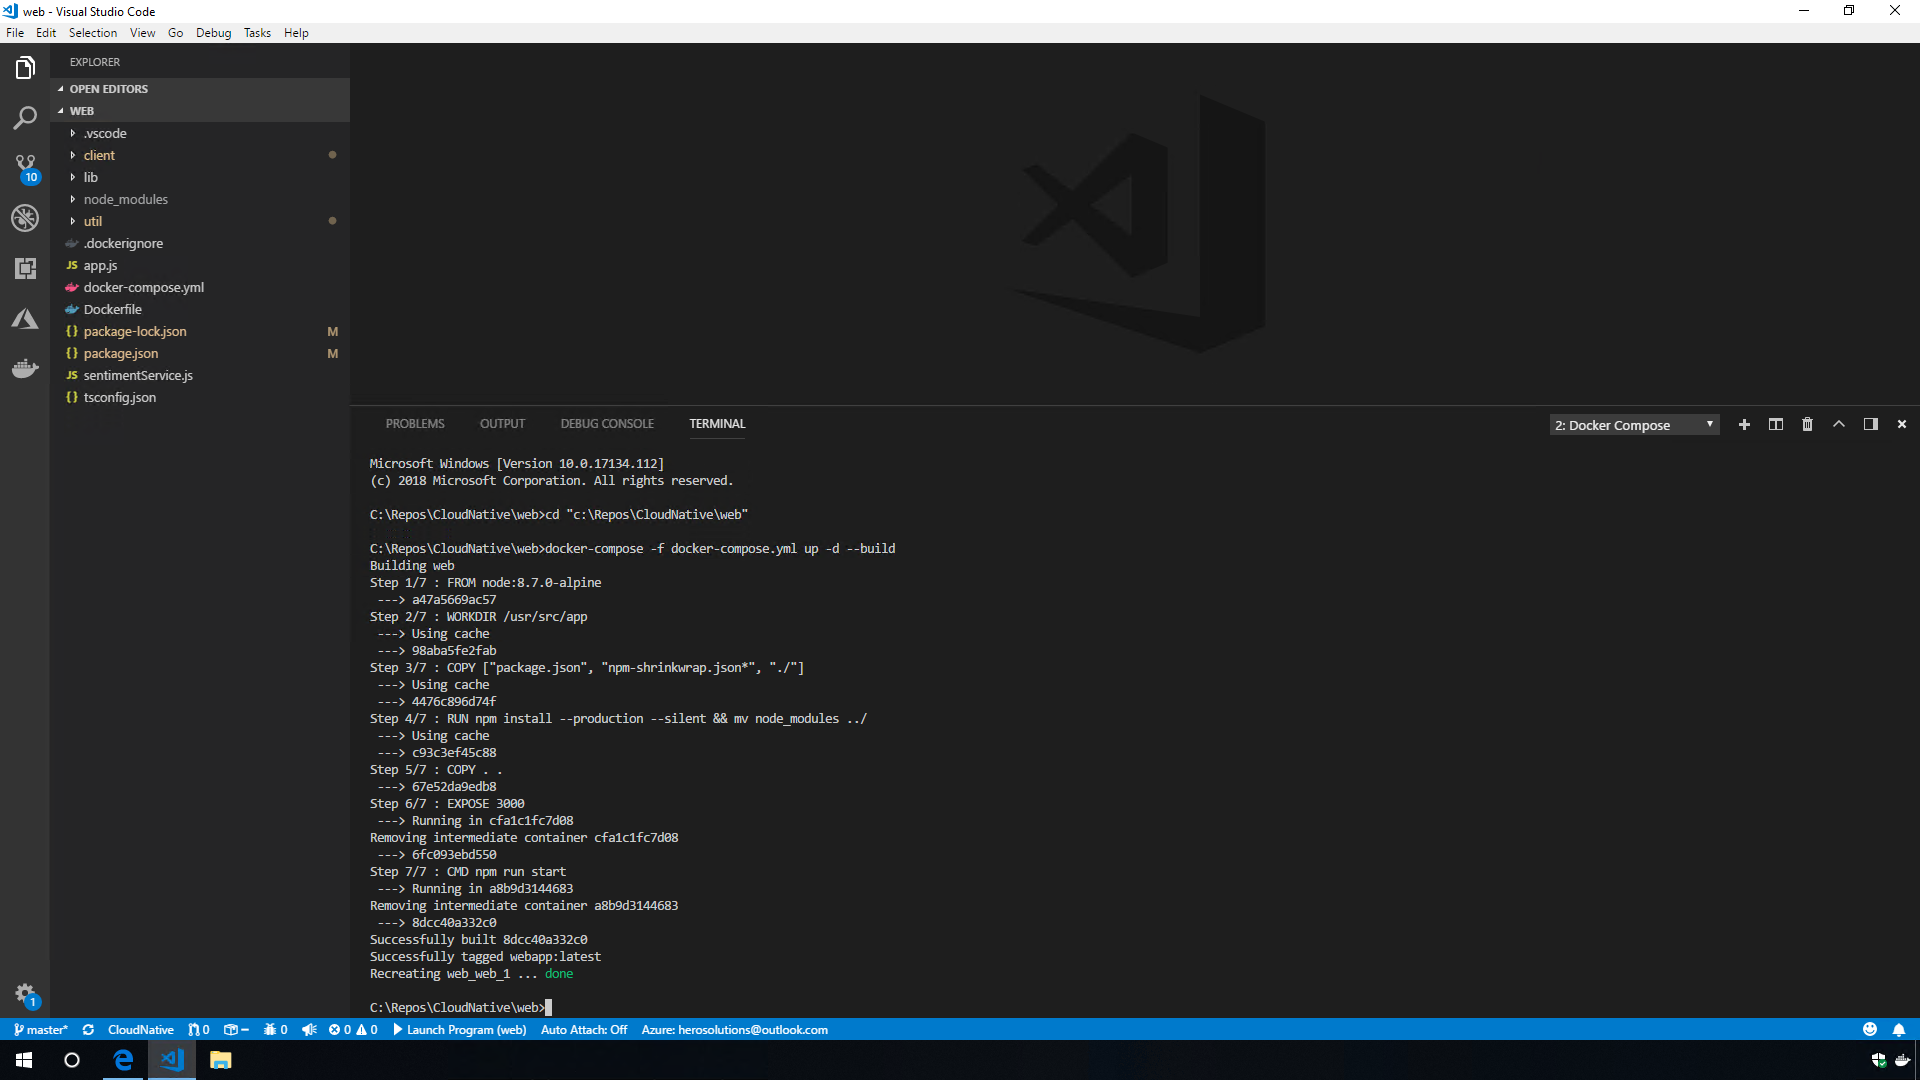 web - Visual Studio Code
File Edit Selection View Go Debug Tasks Help
EXPLORER
OPEN EDITORS
WEB
.vscode
client
lib
10
node_modules
util
.dockerignore
JS app.js
docker-compose.yml
Dockerfile
{} package-lock.json M
{} package.json M
JS sentimentService.js
{} tsconfig.json
PROBLEMS OUTPUT DEBUG CONSOLE TERMINAL 2: Docker Compose
Microsoft Windows [Version 10.0.17134.112]
(c) 2018 Microsoft Corporation. All rights reserved.
C:\Repos\CloudNative\web>cd "c:\Repos\CloudNative\web"
C:\Repos\CloudNative\web>docker-compose -f docker-compose.yml up -d --build
Building web
Step 1/7 : FROM node:8.7.0-alpine
---> a47a5669ac57
Step 2/7 : WORKDIR /usr/src/app
---> Using cache
---> 98aba5fe2fab
Step 3/7 : COPY ["package.json", "npm-shrinkwrap.json*", "./"]
---> Using cache
---> 4476c896d74f
Step 4/7 : RUN npm install --production --silent && mv node_modules ../
---> Using cache
---> c93c3ef45c88
Step 5/7 : COPY . .
---> 67e52da9edb8
Step 6/7 : EXPOSE 3000
---> Running in cfa1c1fc7d08
Removing intermediate container cfa1c1fc7d08
---> 6fc093ebd550
Step 7/7 : CMD npm run start
---> Running in a8b9d3144683
Removing intermediate container a8b9d3144683
---> 8dcc40a332c0
Successfully built 8dcc40a332c0
Successfully tagged webapp:latest
Recreating web_web_1 ... done
1
C:\Repos\CloudNative\web>
master* CloudNative 0 0 0 0 Launch Program (web) Auto Attach: Off Azure: herosolutions@outlook.com